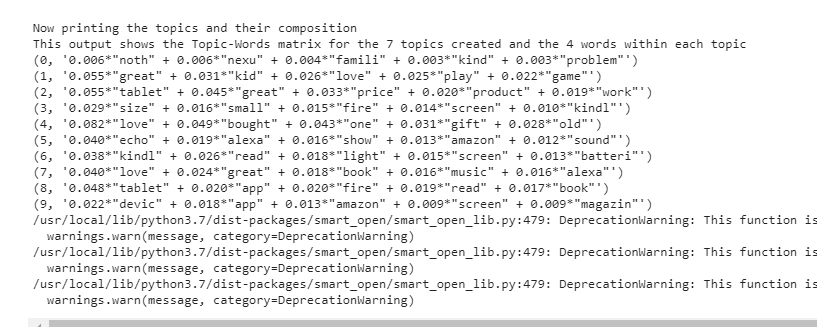 Now printing the topics and their composition
This output shows the Topic-Words matrix for the 7 topics created and the 4 words within each topic
(0, '0.006*"noth" + 0.006*"nexu" + 0.004*"famili" + 0.003*"kind" + 0.003*"problem"')
(1, '0.055*"great" + 0.031*"kid" + 0.026*"love" + 0.025*"play" + 0.022*"game"')
(2, '0.055*"tablet" + 0.045*"great" + 0.033*"price" + 0.020*"product" + 0.019*"work"')
(3, '0.029*"size" + 0.016*"small" + 0.015*"fire" + 0.014*"screen" + 0.010*"kindl"')
(4, '0.082*"love" + 0.049*"bought" + 0.043*"one" + 0.031*"gift" + 0.028*"old"')
(5, '0.040*"echo" + 0.019*"alexa" + 0.016*"show" + 0.013*"amazon" + 0.012*"sound"')
(6, '0.038*"kindl" + 0.026*"read" + 0.018*"light" + 0.015*"screen" + 0.013*"batteri"')
(7, '0.040*"love" + 0.024*"great" + 0.018*"book" + 0.016*"music" + 0.016*"alexa"')
(8, '0.048*"tablet" + 0.020*"app" + 0.020*"fire" + 0.019*"read" + 0.017*"book"')
(9, '0.022*"devic" + 0.018*"app" + 0.013*"amazon" + 0.009*"screen" + 0.009*"magazin"')
/usr/local/lib/python3.7/dist-packages/smart_open/smart_open_lib.py:479: DeprecationWarning: This function is
  warnings.warn(message, category=DeprecationWarning)
/usr/local/lib/python3.7/dist-packages/smart_open/smart_open_lib.py:479: DeprecationWarning: This function is
  warnings.warn(message, category=DeprecationWarning)
/usr/local/lib/python3.7/dist-packages/smart_open/smart_open_lib.py:479: DeprecationWarning: This function is
  warnings.warn(message, category=DeprecationWarning)